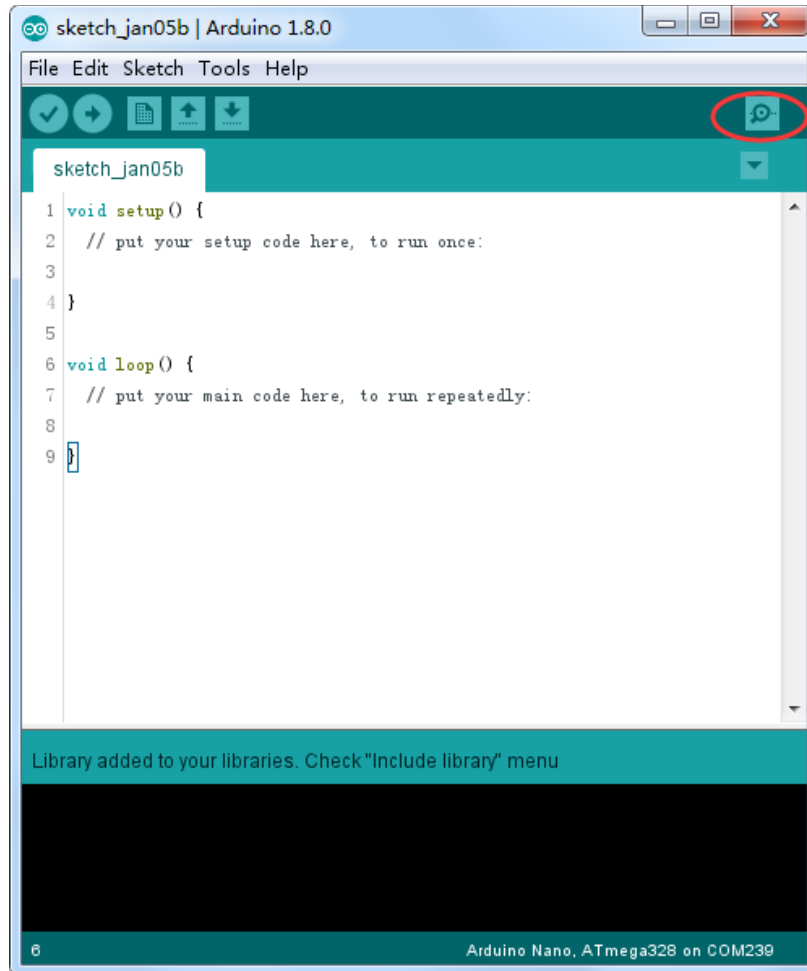 sketch_jan05b | Arduino 1.8.0
File Edit Sketch Tools Help
sketch_jan05b
1 void setup() {
2 // put your setup code here, to run once:
3
4 }
5
6 void loop() {
7 // put your main code here, to run repeatedly:
8
9 }
Library added to your libraries. Check "Include library" menu
6 Arduino Nano, ATmega328 on COM239